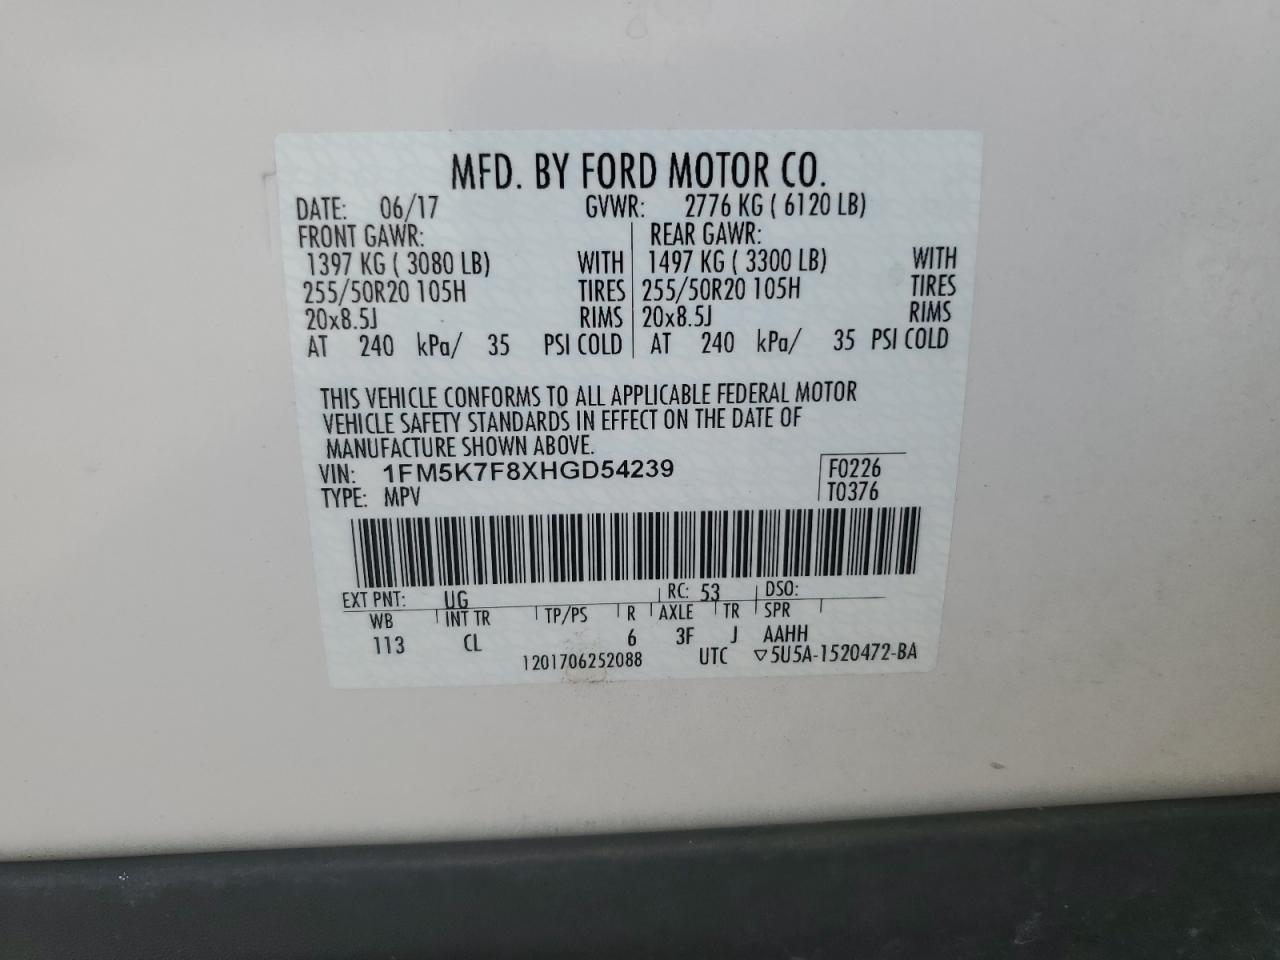 MFD. BY FORD MOTOR CO.
DATE: 06/17 GVWR: 2776 KG ( 6120 LB)
FRONT GAWR: REAR GAWR:
1397 KG ( 3080 LB) WITH 1497 KG ( 3300 LB) WITH
255/50R20 105H TIRES 255/50R20 105H TIRES
20x8.5J RIMS 20x8.5J RIMS
AT 240 kPa/ 35 PSI COLD AT 240 kPa/ 35 PSI COLD
THIS VEHICLE CONFORMS TO ALL APPLICABLE FEDERAL MOTOR
VEHICLE SAFETY STANDARDS IN EFFECT ON THE DATE OF
MANUFACTURE SHOWN ABOVE.
VIN: 1FM5K7F8XHGD54239 F0226
TYPE: MPV T0376
EXT PNT: UG RC: 53 DSO:
WB INT TR TP/PS R AXLE TR SPR
113 CL 6 3F J AAHH
1201706252088 UTC ▽5U5A-1520472-BA